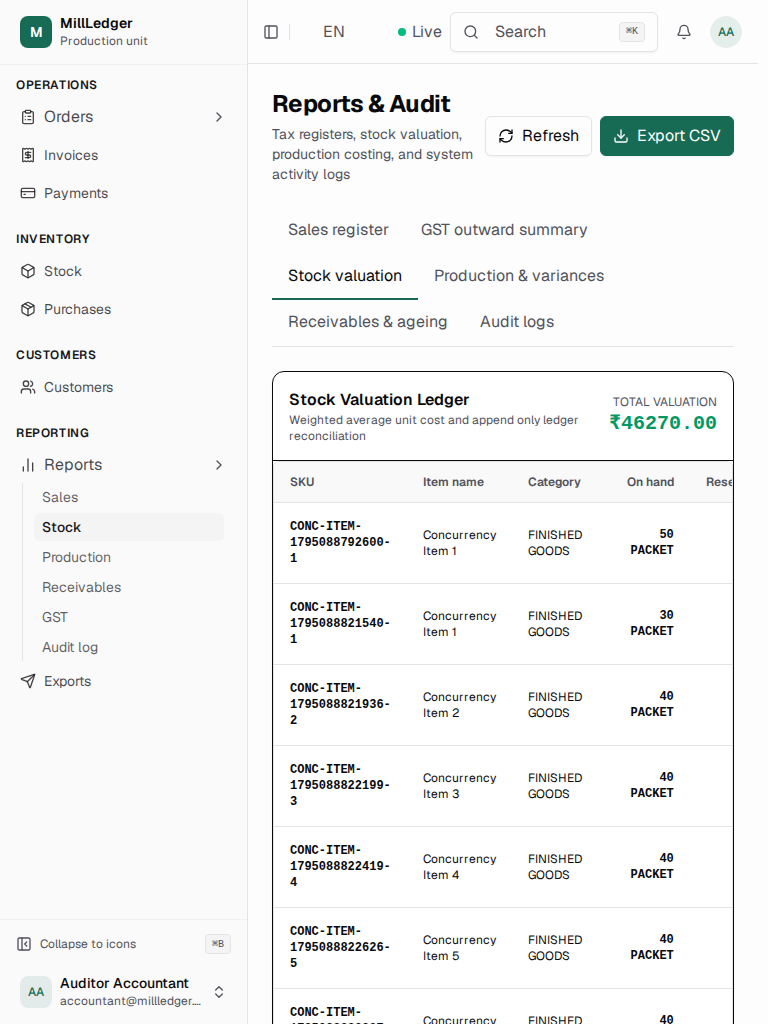 M
MillLedger
Production unit
OPERATIONS
Orders
Invoices
Payments
INVENTORY
Stock
Purchases
CUSTOMERS
Customers
REPORTING
Reports
Sales
Stock
Production
Receivables
GST
Audit log
Exports
Collapse to icons ⌘B
AA
Auditor Accountant
accountant@millledger....
EN
Live
Search ⌘K
AA
Reports & Audit
Tax registers, stock valuation,
production costing, and system
activity logs
Refresh
Export CSV
Sales register GST outward summary
Stock valuation Production & variances
Receivables & ageing Audit logs
Stock Valuation Ledger
Weighted average unit cost and append only ledger
reconciliation
TOTAL VALUATION
₹46270.00
SKU Item name Category On hand Rese
CONC-ITEM-
1795088792600-
1
Concurrency
Item 1
FINISHED
GOODS
50
PACKET
CONC-ITEM-
1795088821540-
1
Concurrency
Item 1
FINISHED
GOODS
30
PACKET
CONC-ITEM-
1795088821936-
2
Concurrency
Item 2
FINISHED
GOODS
40
PACKET
CONC-ITEM-
1795088822199-
3
Concurrency
Item 3
FINISHED
GOODS
40
PACKET
CONC-ITEM-
1795088822419-
4
Concurrency
Item 4
FINISHED
GOODS
40
PACKET
CONC-ITEM-
1795088822626-
5
Concurrency
Item 5
FINISHED
GOODS
40
PACKET
CONC-ITEM-
Concurrency
FINISHED
40